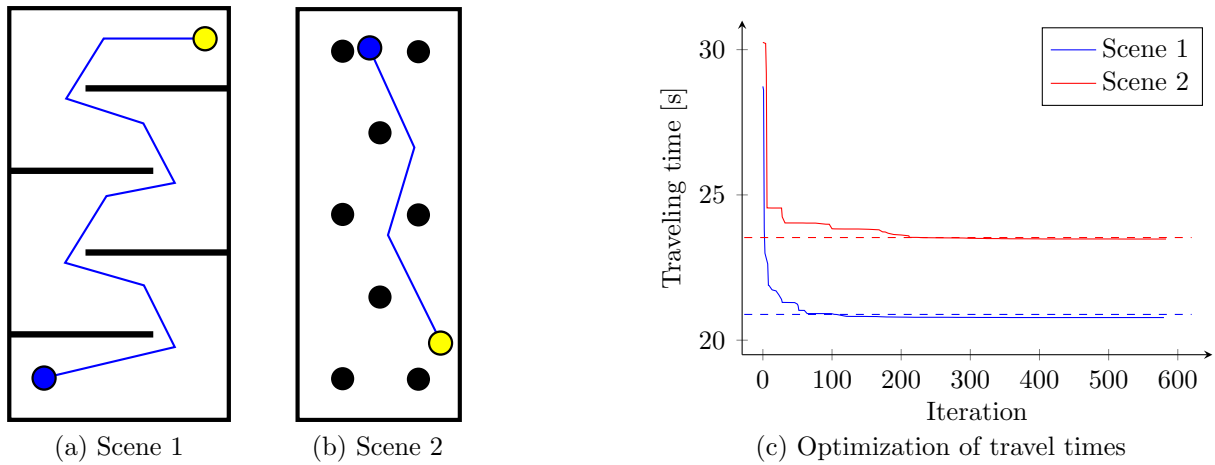 (a) Scene 1
(b) Scene 2
Traveling time [s]
30
25
20
Scene 1
Scene 2
0 100 200 300 400 500 600
Iteration
(c) Optimization of travel times